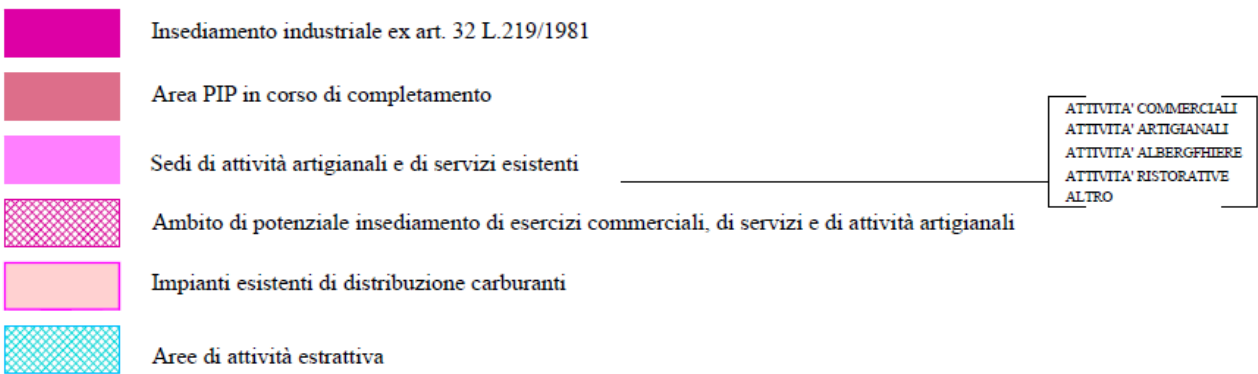 Insediamento industriale ex art. 32 L.219/1981
Area PIP in corso di completamento
Sedi di attività artigianali e di servizi esistenti
ATTIVITA' COMMERCIALI
ATTIVITA' ARTIGIANALI
ATTIVITA' ALBERGFHIERE
ATTIVITA' RISTORATIVE
ALTRO
Ambito di potenziale insediamento di esercizi commerciali, di servizi e di attività artigianali
Impianti esistenti di distribuzione carburanti
Aree di attività estrattiva